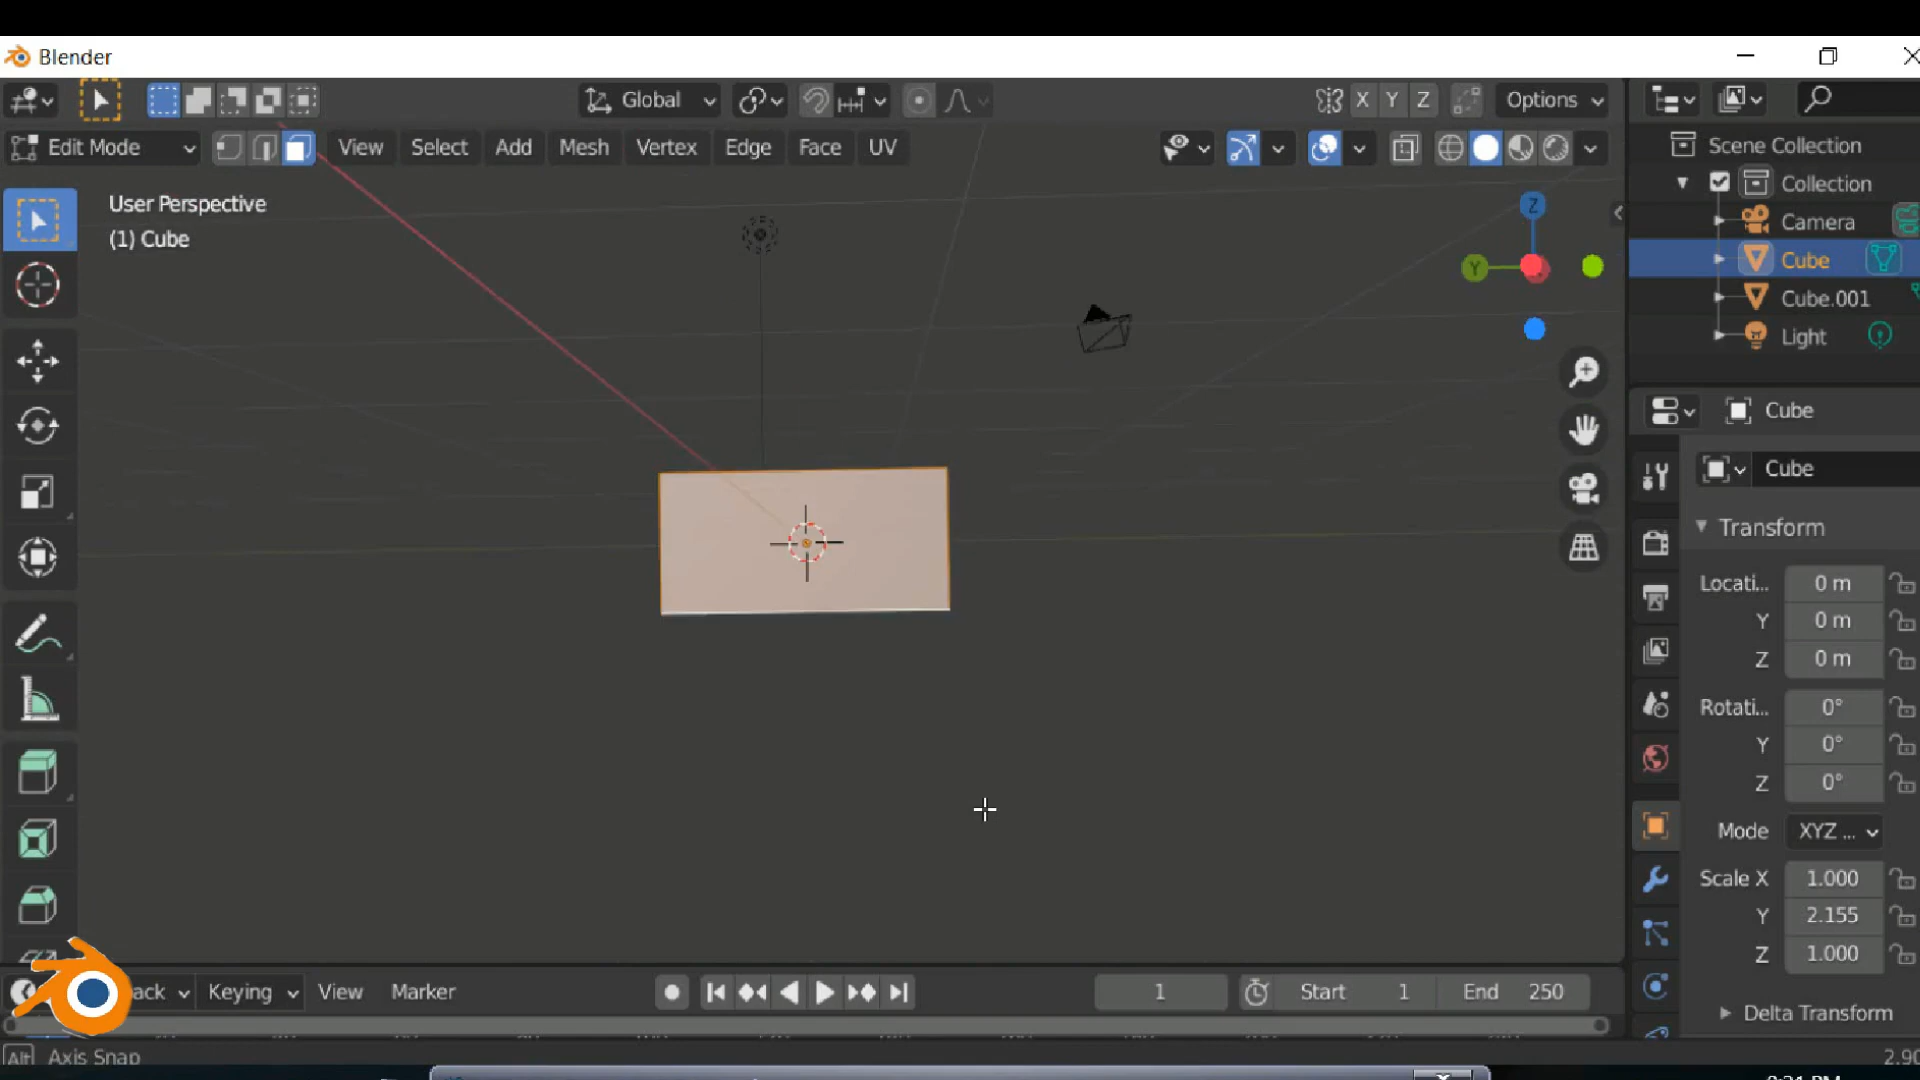 Blender
Global
X Y Z
Options
Edit Mode
View Select Add Mesh Vertex Edge Face UV
User Perspective
(1) Cube
Z
Y
Scene Collection
Collection
Camera
Cube
Cube.001
Light
Cube
Cube
Transform
Locati... 0 m
Y 0 m
Z 0 m
Rotati... 0°
Y 0°
Z 0°
Mode XYZ ...
Scale X 1.000
Y 2.155
Z 1.000
Delta Transform
Keying View Marker
1
Start 1
End 250
Alt Axis Snap
2.90